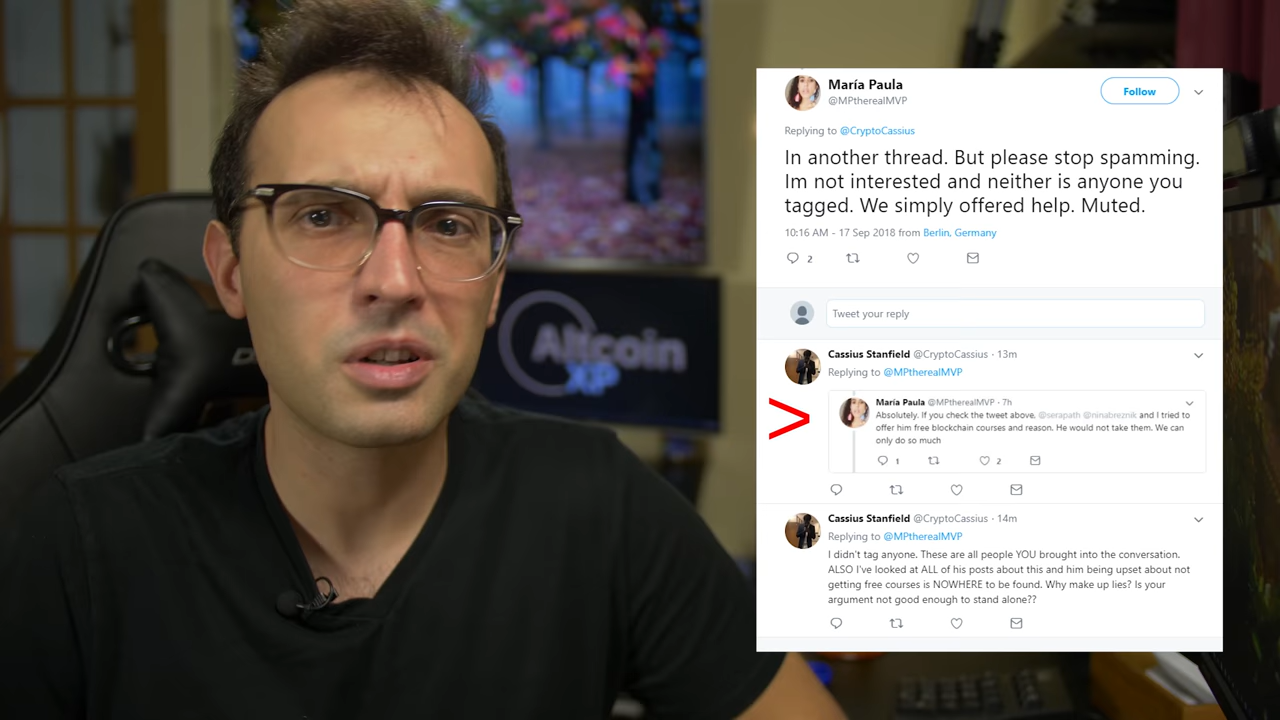 Altcoin
XP
D
María Paula
@MPtherealMVP
Follow
Replying to @CryptoCassius
In another thread. But please stop spamming.
Im not interested and neither is anyone you
tagged. We simply offered help. Muted.
10:16 AM - 17 Sep 2018 from Berlin, Germany
2
Tweet your reply
Cassius Stanfield @CryptoCassius · 13m
Replying to @MPtherealMVP
>
María Paula @MPtherealMVP · 7h
Absolutely. If you check the tweet above, @serapath @ninabreznik and I tried to
offer him free blockchain courses and reason. He would not take them. We can
only do so much
1 2
Cassius Stanfield @CryptoCassius · 14m
Replying to @MPtherealMVP
I didn't tag anyone. These are all people YOU brought into the conversation.
ALSO I've looked at ALL of his posts about this and him being upset about not
getting free courses is NOWHERE to be found. Why make up lies? Is your
argument not good enough to stand alone??